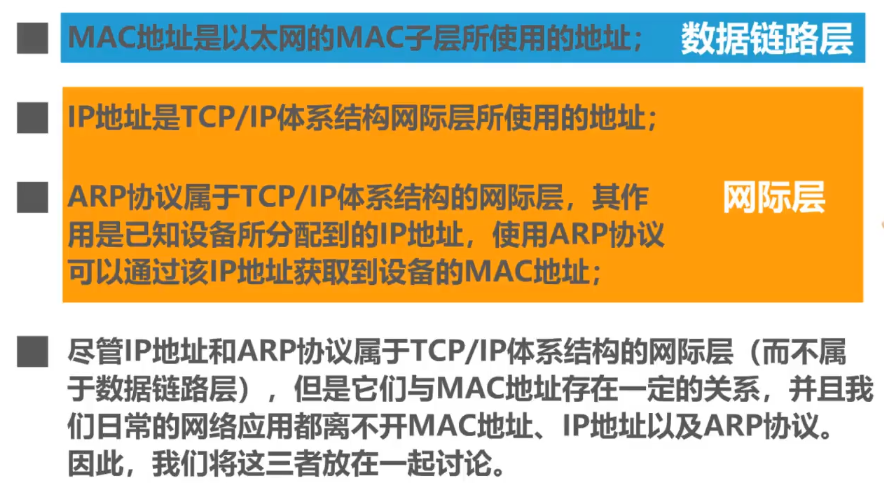 MAC地址是以太网的MAC子层所使用的地址； 数据链路层
IP地址是TCP/IP体系结构网际层所使用的地址；
ARP协议属于TCP/IP体系结构的网际层，其作
用是已知设备所分配到的IP地址，使用ARP协议
可以通过该IP地址获取到设备的MAC地址；
网际层
尽管IP地址和ARP协议属于TCP/IP体系结构的网际层（而不属
于数据链路层），但是它们与MAC地址存在一定的关系，并且我
们日常的网络应用都离不开MAC地址、IP地址以及ARP协议。
因此，我们将这三者放在一起讨论。